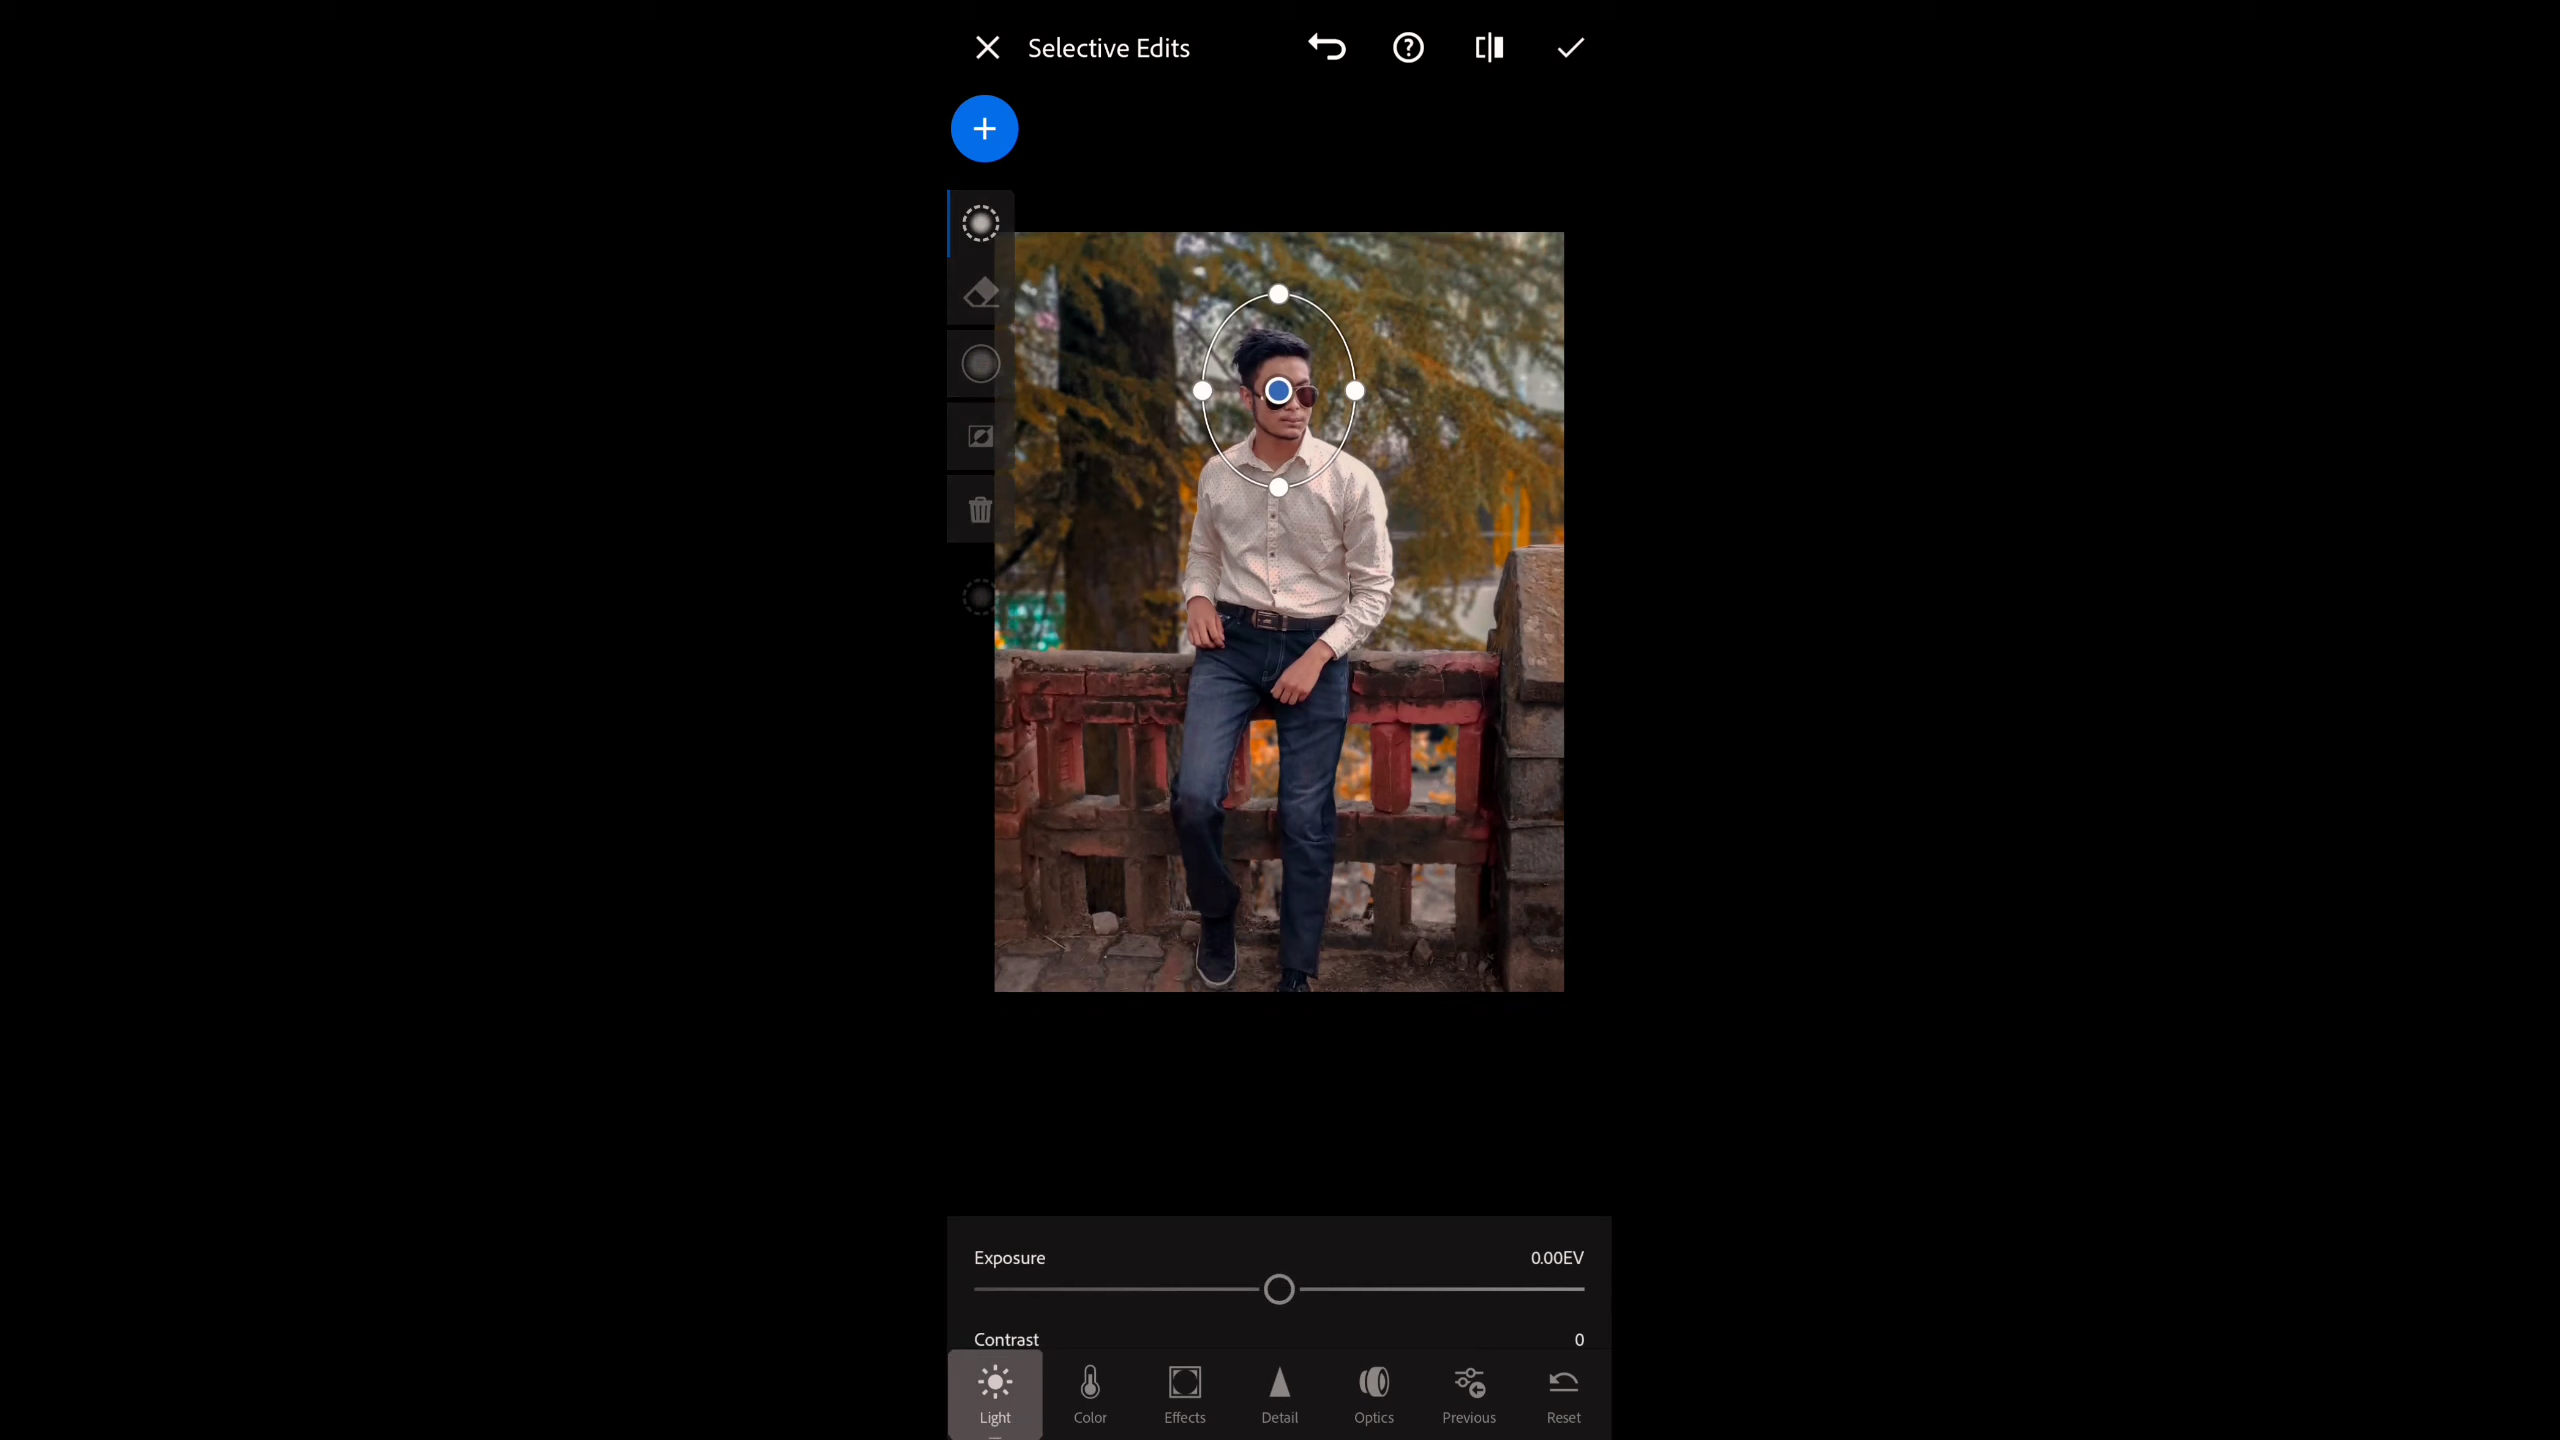 Selective Edits
Exposure 0.00EV
Contrast 0
Light Color Effects Detail Optics Previous Reset